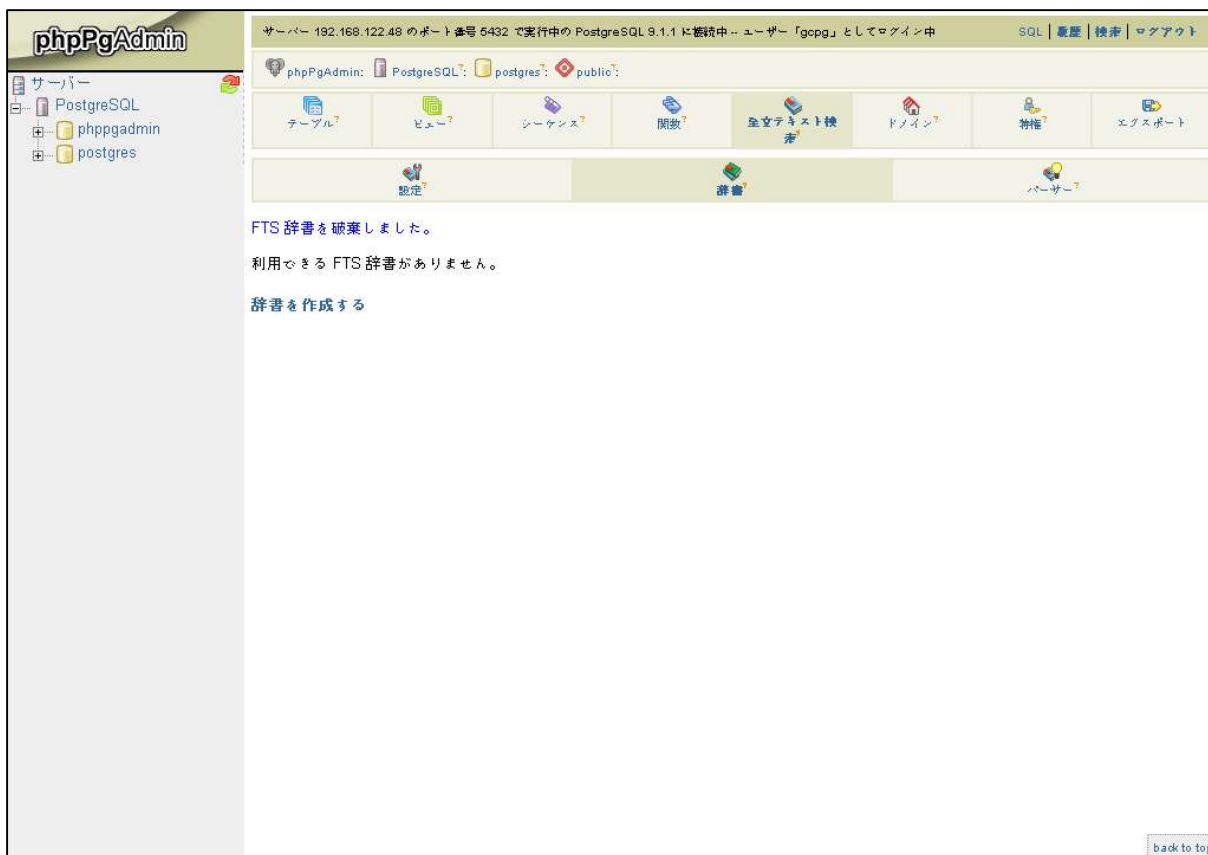 phpPgAdmin
サーバー
PostgreSQL
phppgadmin
postgres
サーバー 192.168.122.48 のポート番号 5432 で実行中の PostgreSQL 9.1.1 に接続中 -- ユーザー「gcpg」としてログイン中
SQL | 履歴 | 検索 | ログアウト
phpPgAdmin: PostgreSQL?: postgres?: public?:
テーブル? ビュー? シーケンス? 関数? 全文テキスト検索? ドメイン? 特権? エクスポート
設定? 辞書? パーサー?
FTS 辞書を破棄しました。
利用できる FTS 辞書がありません。
辞書を作成する
back to top